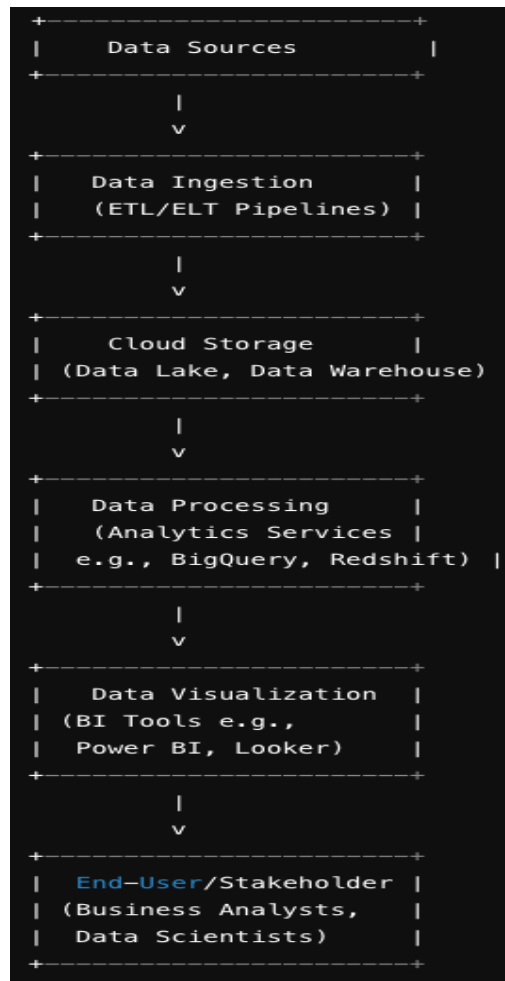 +-----------------------+
|    Data Sources        |
+-----------------------+
|
v
+-----------------------+
|   Data Ingestion      |
|   (ETL/ELT Pipelines) |
+-----------------------+
|
v
+-----------------------+
|    Cloud Storage      |
| (Data Lake, Data Warehouse)
+-----------------------+
|
v
+-----------------------+
|   Data Processing     |
|   (Analytics Services |
|  e.g., BigQuery, Redshift) |
+-----------------------+
|
v
+-----------------------+
|   Data Visualization  |
| (BI Tools e.g.,       |
|  Power BI, Looker)    |
+-----------------------+
|
v
+-----------------------+
|  End-User/Stakeholder |
| (Business Analysts,   |
|  Data Scientists)     |
+-----------------------+